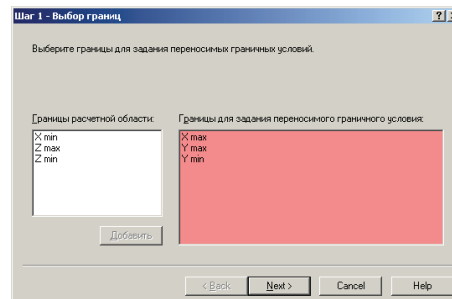 Шаг 1 - Выбор границ
Выберите границы для задания переносимых граничных условий.
Границы расчетной области:
Границы для задания переносимого граничного условия:
X min
Z max
Z min
X max
Y max
Y min
Добавить
< Back
Next >
Cancel
Help